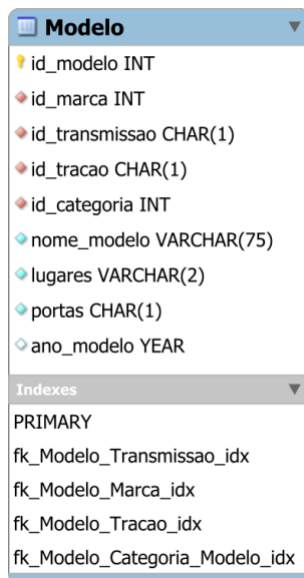 Modelo
id_modelo INT
id_marca INT
id_transmissao CHAR(1)
id_tracao CHAR(1)
id_categoria INT
nome_modelo VARCHAR(75)
lugares VARCHAR(2)
portas CHAR(1)
ano_modelo YEAR
Indexes
PRIMARY
fk_Modelo_Transmissao_idx
fk_Modelo_Marca_idx
fk_Modelo_Tracao_idx
fk_Modelo_Categoria_Modelo_idx